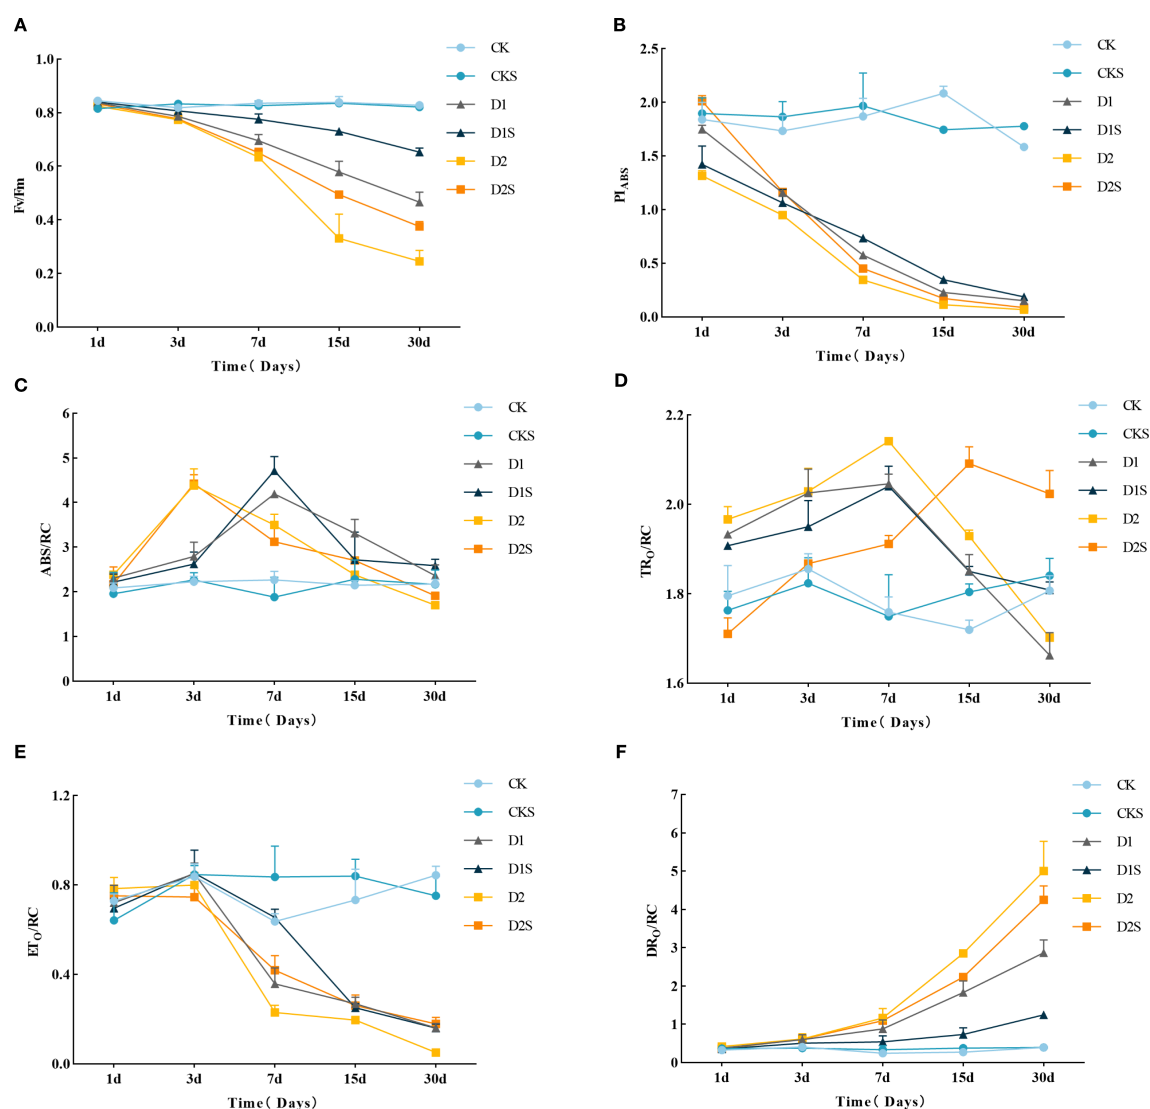 A
CK
CKS
D1
D1S
D2
D2S
Fv/Fm
1.0
0.8
0.6
0.4
0.2
0.0
1d 3d 7d 15d 30d
Time( Days)
B
CK
CKS
D1
D1S
D2
D2S
PIABS
2.5
2.0
1.5
1.0
0.5
0.0
1d 3d 7d 15d 30d
Time( Days)
C
CK
CKS
D1
D1S
D2
D2S
ABS/RC
6
5
4
3
2
1
0
1d 3d 7d 15d 30d
Time( Days)
D
CK
CKS
D1
D1S
D2
D2S
TRO/RC
2.2
2.0
1.8
1.6
1d 3d 7d 15d 30d
Time( Days)
E
CK
CKS
D1
D1S
D2
D2S
ETO/RC
1.2
0.8
0.4
0.0
1d 3d 7d 15d 30d
Time( Days)
F
CK
CKS
D1
D1S
D2
D2S
DRO/RC
7
6
5
4
3
2
1
0
1d 3d 7d 15d 30d
Time( Days)